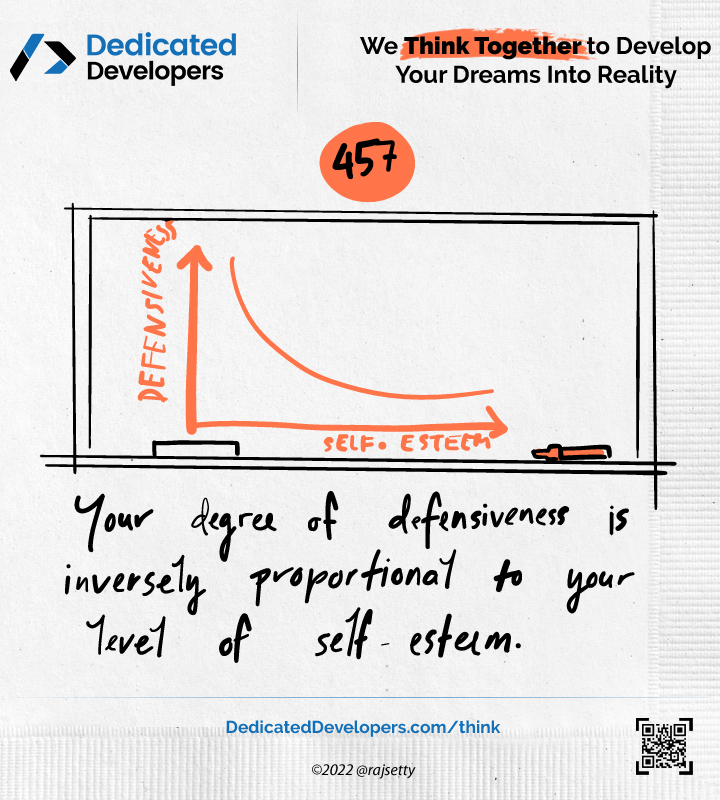 Dedicated
Developers
We Think Together to Develop
Your Dreams Into Reality
457
DEFENSIVENESS
SELF. ESTEEM
Your degree of defensiveness is
inversely proportional to your
level of self-esteem.
DedicatedDevelopers.com/think
©2022 @rajsetty